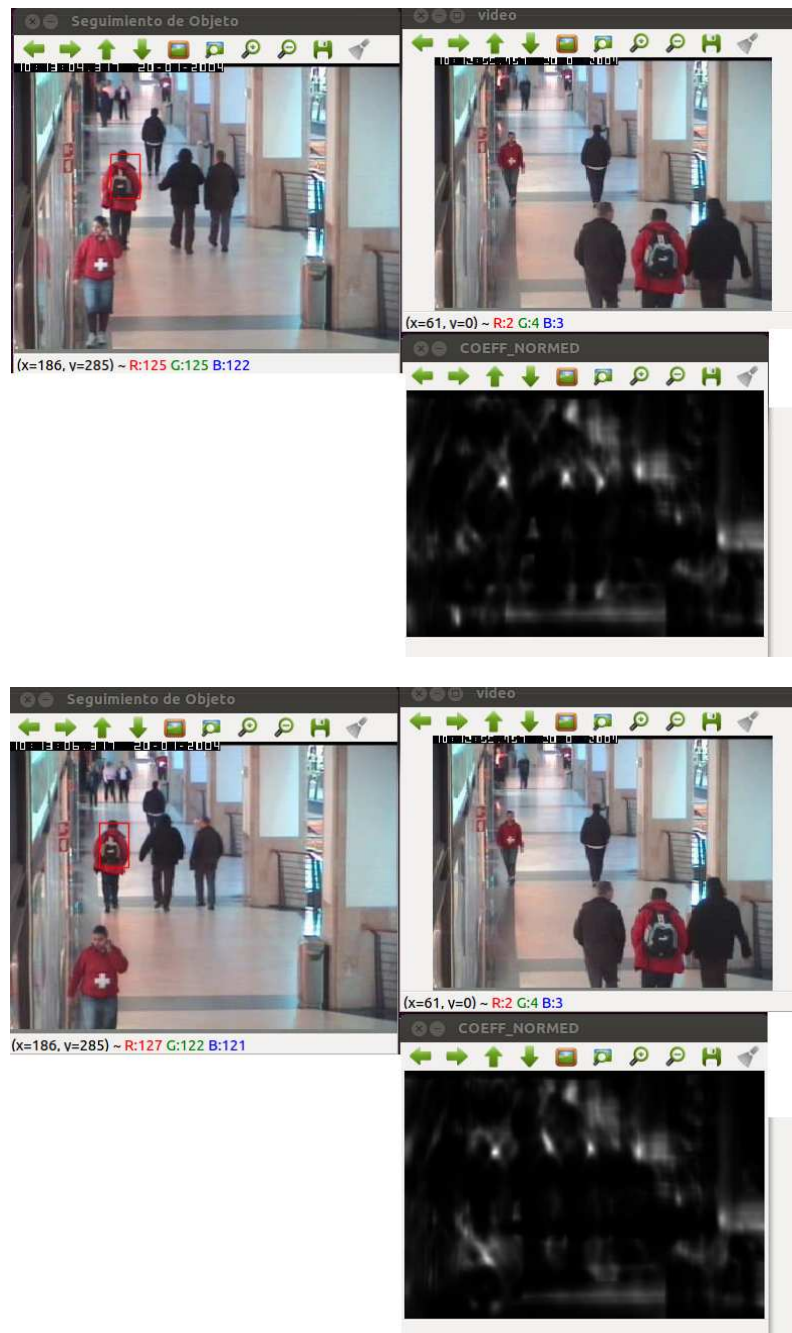 Seguimiento de Objeto
video
10:13:04.317 20-01-2004
(x=61, y=0) ~ R:2 G:4 B:3
COEFF_NORMED
(x=186, y=285) ~ R:125 G:125 B:122
Seguimiento de Objeto
video
10:13:06.317 20-01-2004
(x=61, y=0) ~ R:2 G:4 B:3
COEFF_NORMED
(x=186, y=285) ~ R:127 G:122 B:121